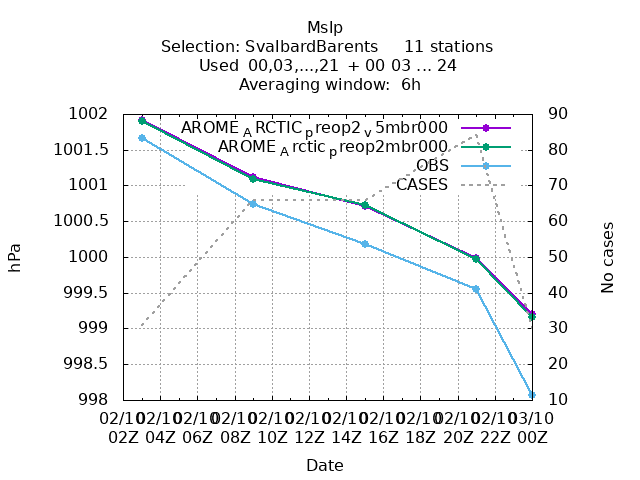 Mslp
Selection: SvalbardBarents 11 stations
Used 00,03,...,21 + 00 03 ... 24
Averaging window: 6h
1002
1001.5
1001
1000.5
1000
999.5
999
998.5
998
hPa
AROME_ARCTIC_preop2_v5mbr000
AROME_Arctic_preop2mbr000
OBS
CASES
90
80
70
60
50
40
30
20
10
No cases
02/10 02/10 02/10 02/10 02/10 02/10 02/10 02/10 02/10 02/10 02/10 03/10
02Z 04Z 06Z 08Z 10Z 12Z 14Z 16Z 18Z 20Z 22Z 00Z
Date